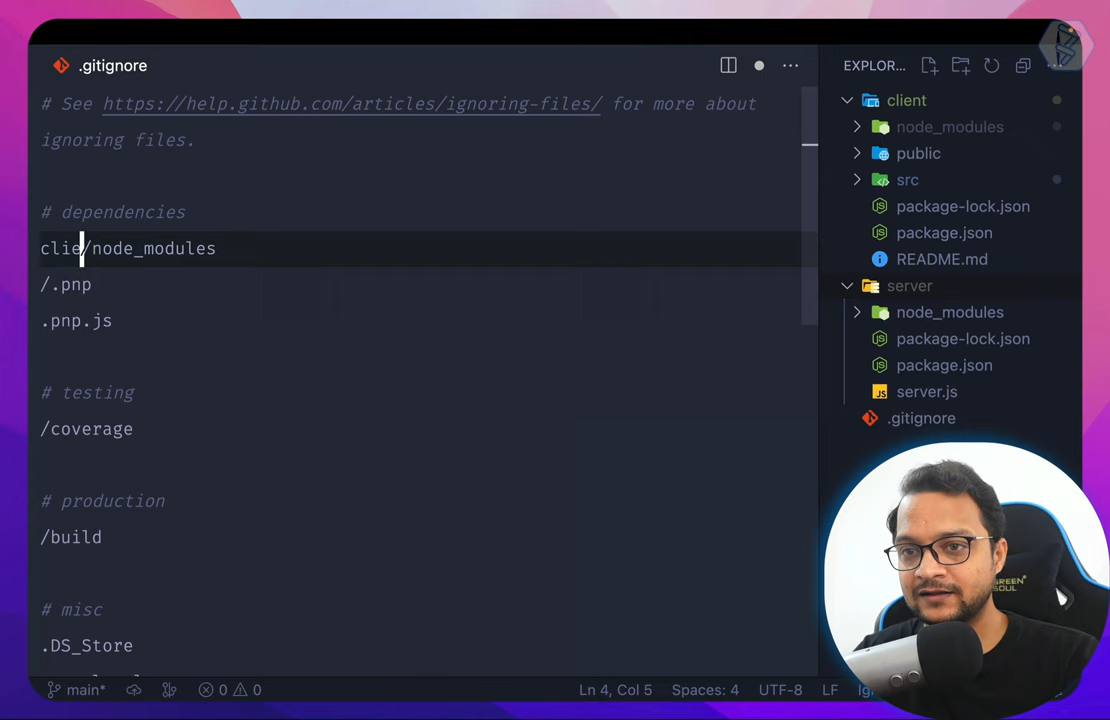 .gitignore
# See https://help.github.com/articles/ignoring-files/ for more about
ignoring files.
# dependencies
clie/node_modules
/.pnp
.pnp.js
# testing
/coverage
# production
/build
# misc
.DS_Store
main*
0
0
Ln 4, Col 5
Spaces: 4
UTF-8
LF
EXPLOR...
client
node_modules
public
src
package-lock.json
package.json
README.md
server
node_modules
package-lock.json
package.json
server.js
.gitignore
GREEN
SOUL